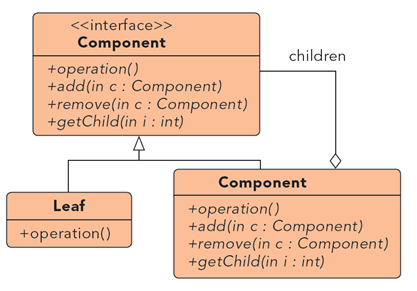 <<interface>>
Component
+operation()
+add(in c : Component)
+remove(in c : Component)
+getChild(in i : int)
children
Leaf
+operation()
Component
+operation()
+add(in c : Component)
+remove(in c : Component)
+getChild(in i : int)